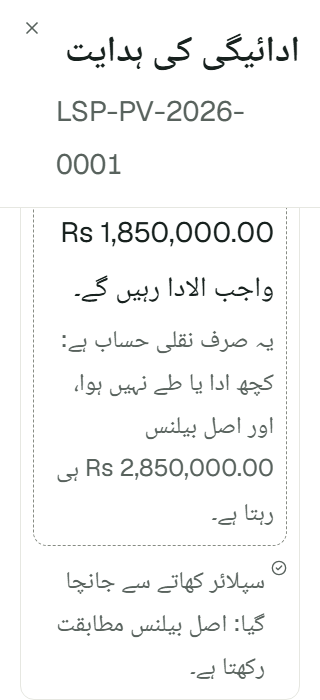 ادائیگی کی ہدایت
LSP-PV-2026-
0001
Rs 1,850,000.00
واجب الادا رہیں گے۔
یہ صرف نقلی حساب ہے:
کچھ ادا یا طے نہیں ہوا،
اور اصل بیلنس
Rs 2,850,000.00 ہی
رہتا ہے۔
سپلائر کھاتے سے جانچا
گیا: اصل بیلنس مطابقت
رکھتا ہے۔